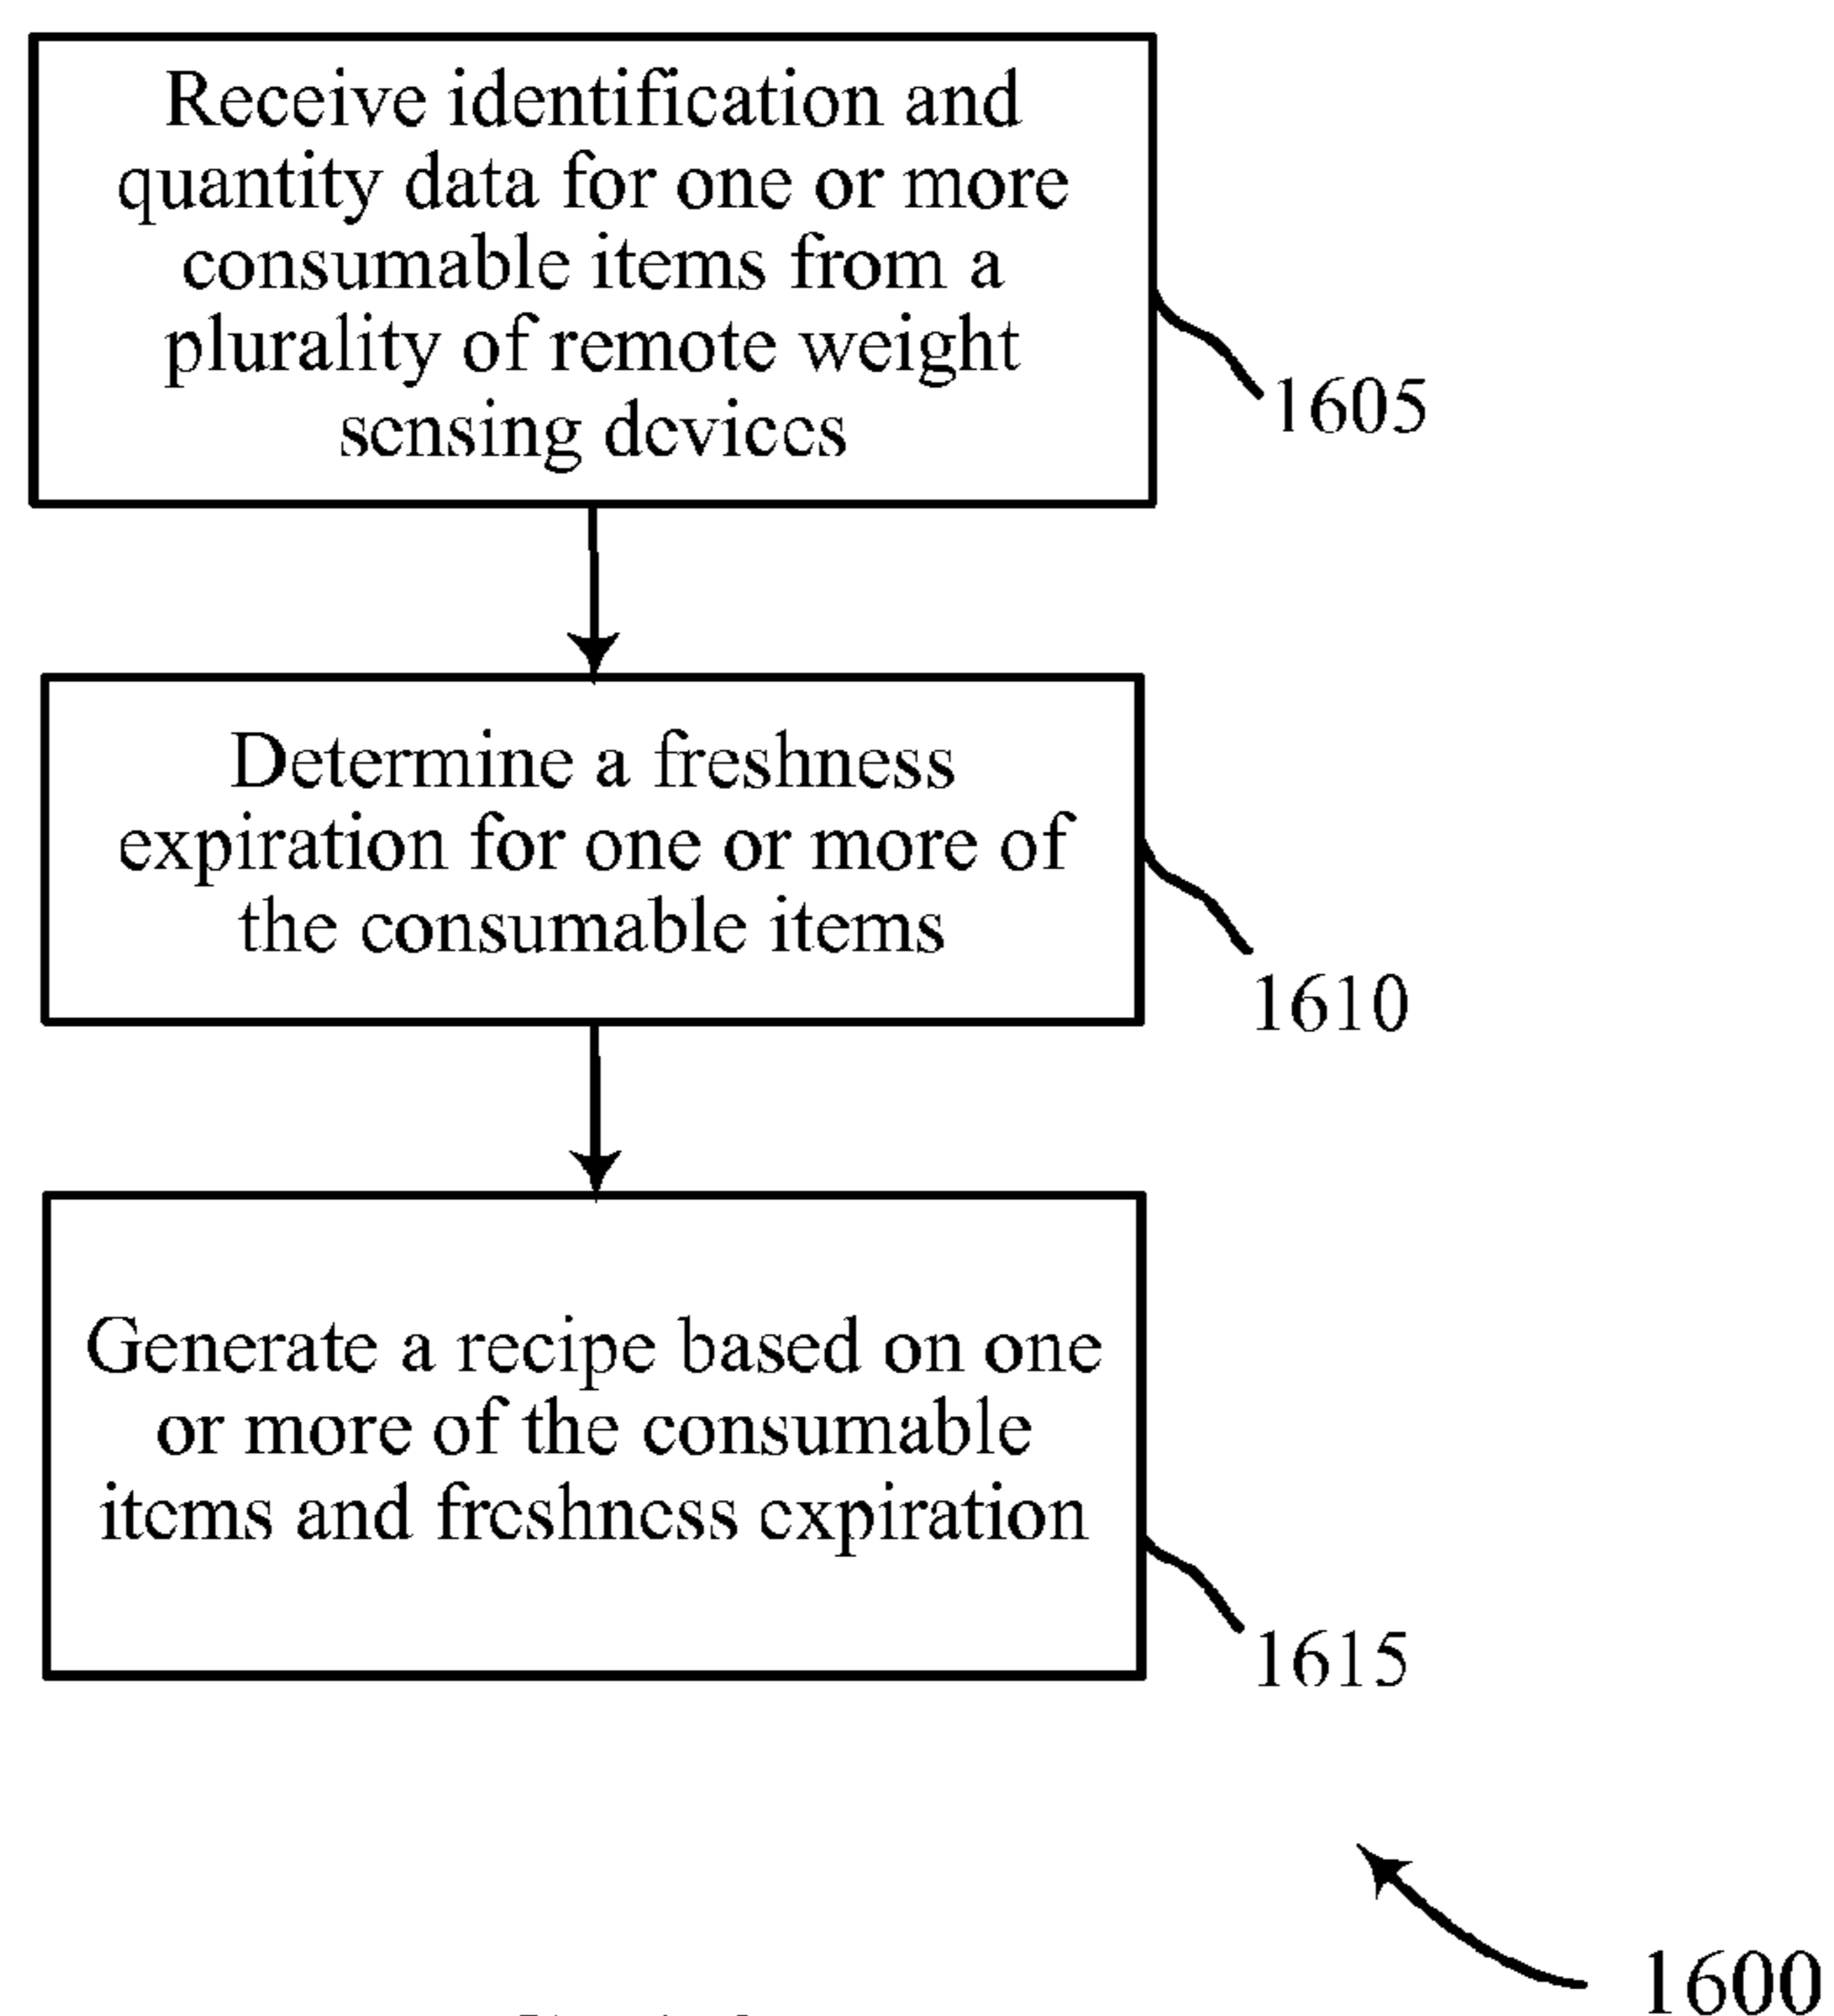 Receive identification and
quantity data for one or more
consumable items from a
plurality of remote weight
sensing devices
1605
Determine a freshness
expiration for one or more of
the consumable items
1610
Generate a recipe based on one
or more of the consumable
items and freshness expiration
1615
1600